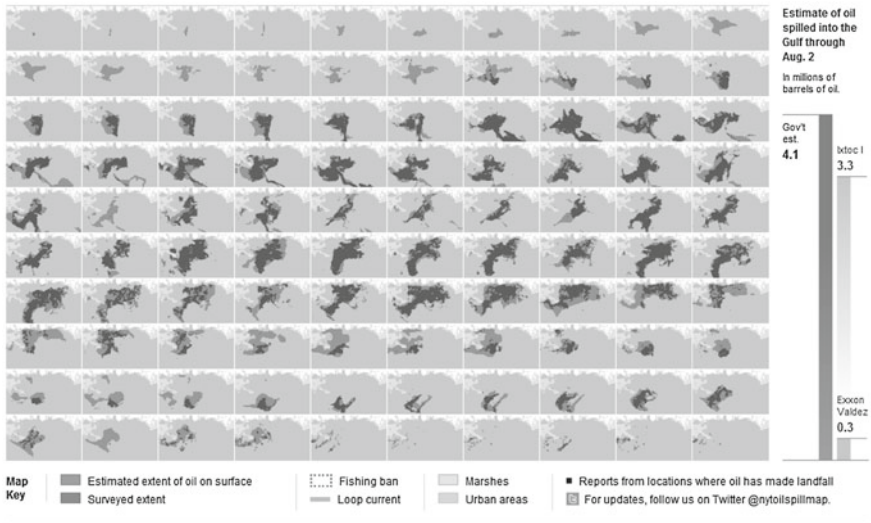 Estimate of oil
spilled into the
Gulf through
Aug. 2
In milions of
barrels of oil.
Gov't
est.
4.1
Ixtoc I
3.3
Exxon
Valdez
0.3
Map
Key
Estimated extent of oil on surface
Surveyed extent
Fishing ban
Loop current
Marshes
Urban areas
Reports from locations where oil has made landfall
For updates, follow us on Twitter @nytoilspillmap.